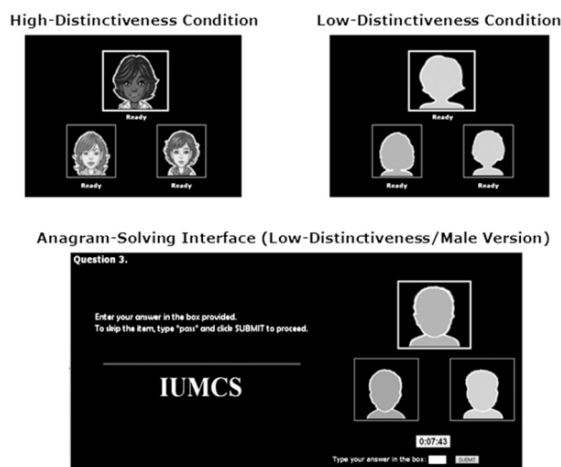 High-Distinctiveness Condition
Low-Distinctiveness Condition
Ready
Ready
Ready
Ready
Ready
Ready
Anagram-Solving Interface (Low-Distinctiveness/Male Version)
Question 3.
Enter your answer in the box provided.
To skip the item, type "pass" and click SUBMIT to proceed.
IUMCS
0:07:43
Type your answer in the box:
SUBMIT